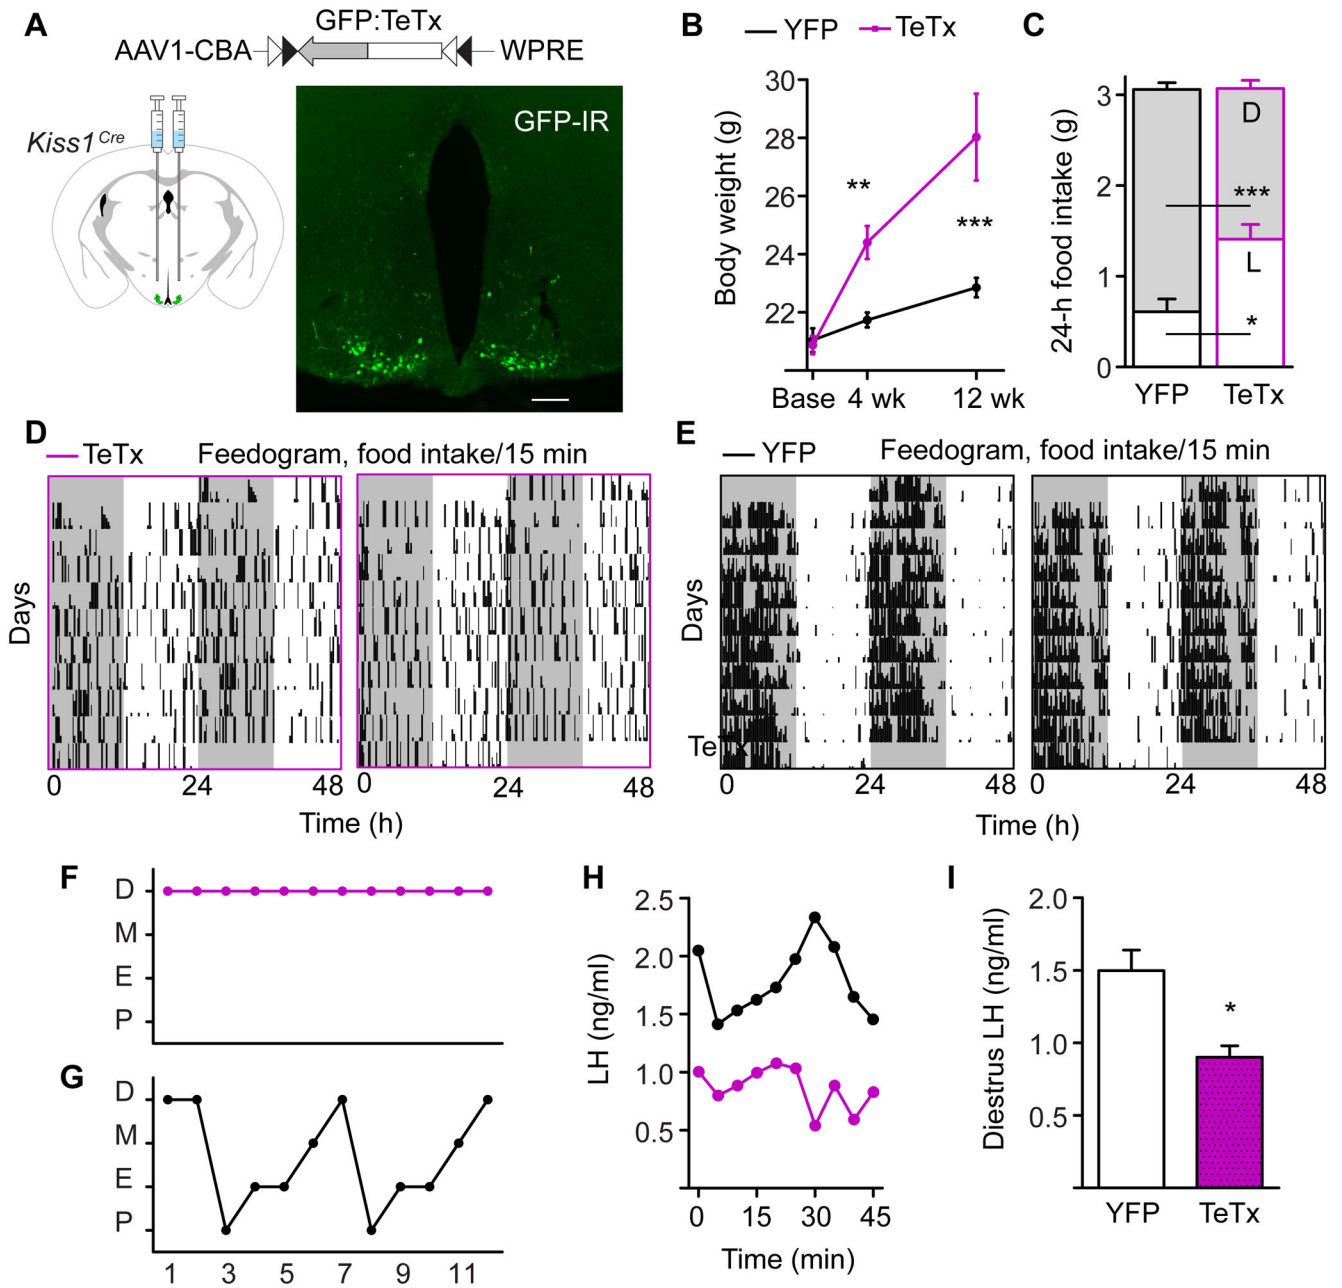 A
GFP:TeTx
AAV1-CBA
WPRE
Kiss1 Cre
GFP-IR
B
YFP
TeTx
Body weight (g)
30
28
26
24
22
**
***
Base
4 wk
12 wk
C
24-h food intake (g)
3
2
1
0
D
***
L
*
YFP
TeTx
D
TeTx
Feedogram, food intake/15 min
Days
0
24
48
0
24
48
Time (h)
E
YFP
Feedogram, food intake/15 min
Days
TeTx
0
24
48
0
24
48
Time (h)
F
D
M
E
P
G
D
M
E
P
1
3
5
7
9
11
H
LH (ng/ml)
2.5
2.0
1.5
1.0
0.5
0
15
30
45
Time (min)
I
Diestrus LH (ng/ml)
2.0
1.5
1.0
0.5
*
YFP
TeTx